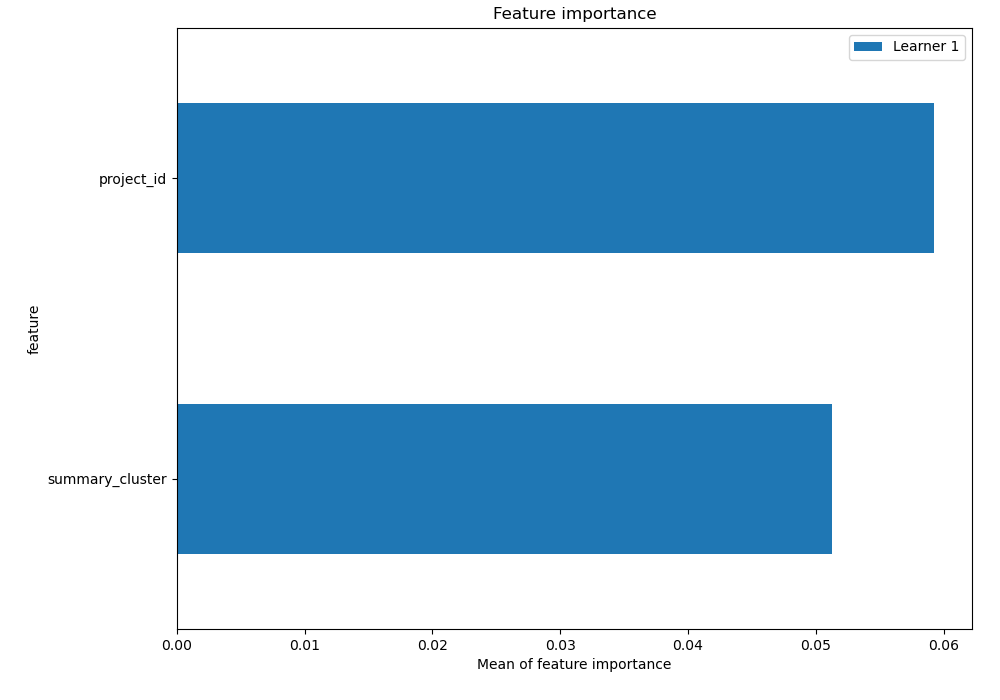 Feature importance
Learner 1
project_id
feature
summary_cluster
0.00 0.01 0.02 0.03 0.04 0.05 0.06
Mean of feature importance